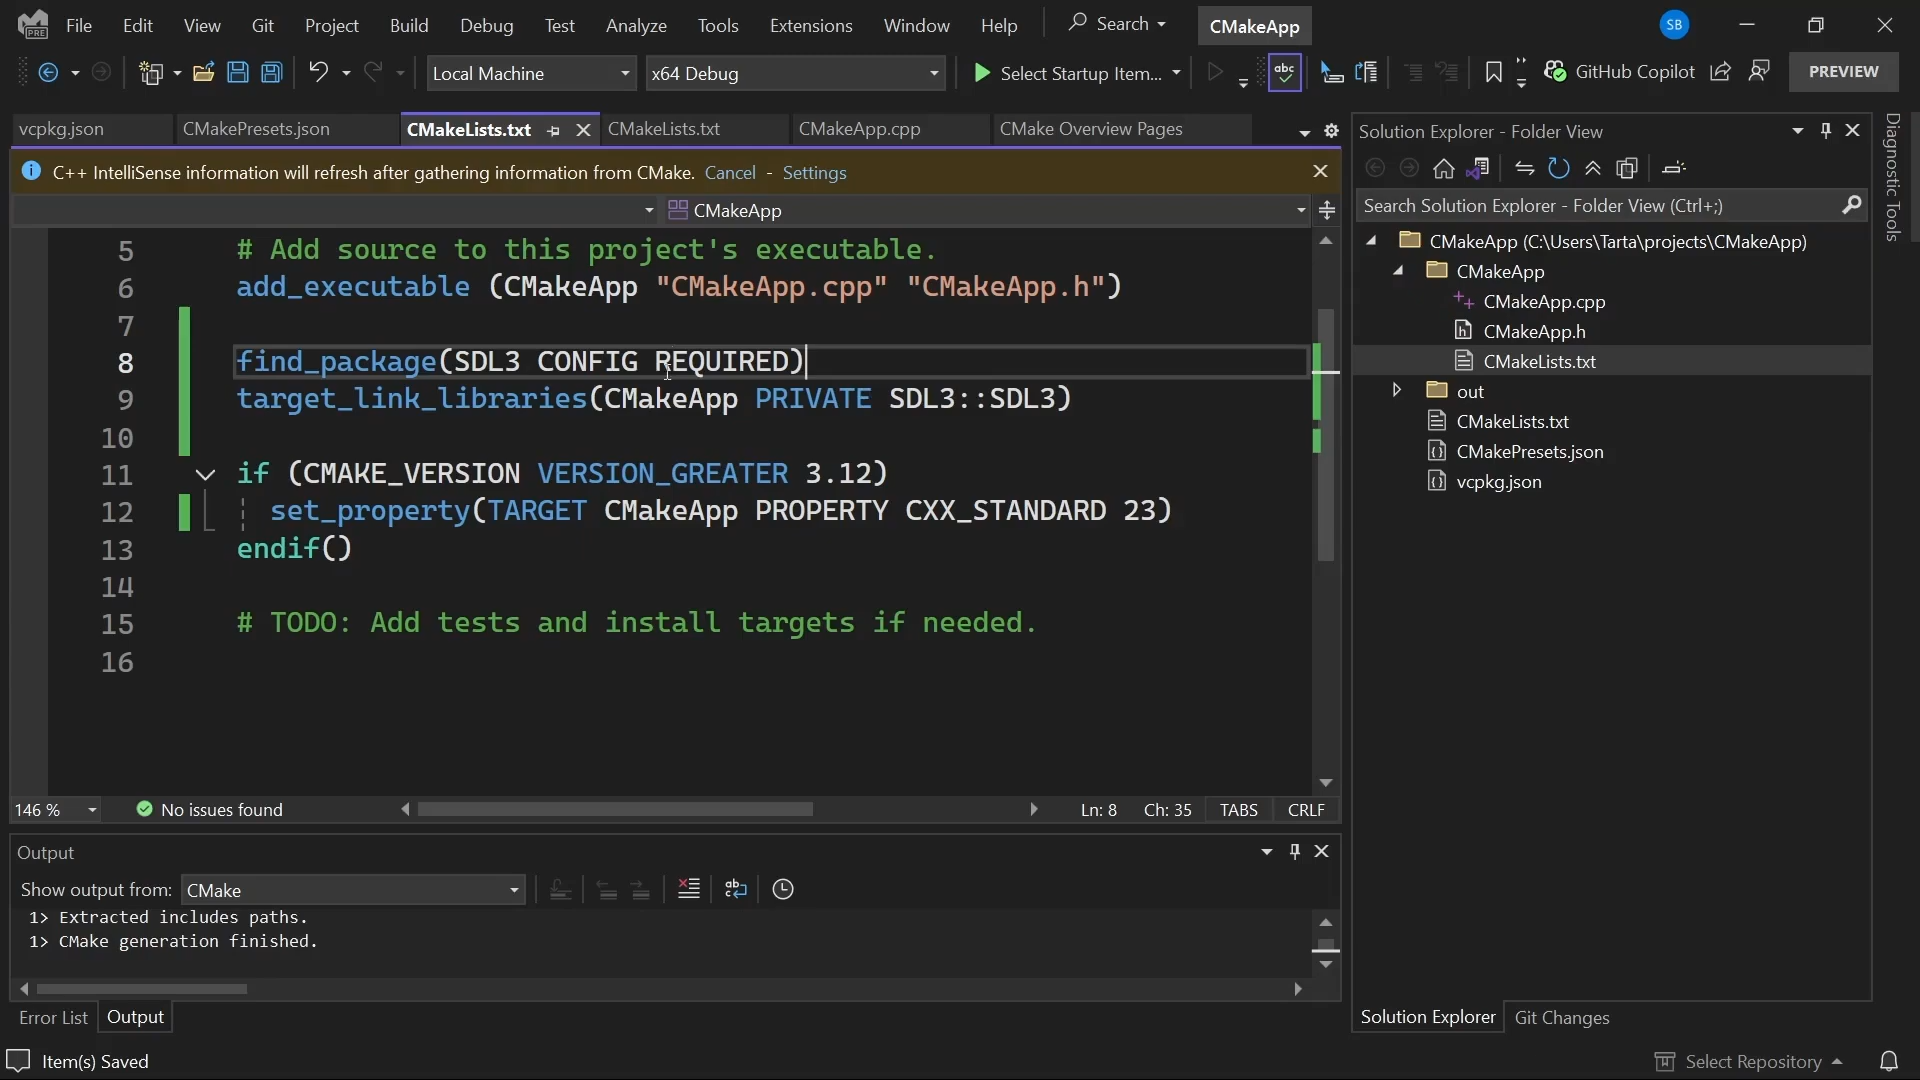 PRE File Edit View Git Project Build Debug Test Analyze Tools Extensions Window Help Search CMakeApp SB
Local Machine x64 Debug Select Startup Item... abc GitHub Copilot PREVIEW
vcpkg.json CMakePresets.json CMakeLists.txt CMakeLists.txt CMakeApp.cpp CMake Overview Pages
C++ IntelliSense information will refresh after gathering information from CMake. Cancel - Settings
CMakeApp
5 # Add source to this project's executable.
6 add_executable (CMakeApp "CMakeApp.cpp" "CMakeApp.h")
7
8 find_package(SDL3 CONFIG REQUIRED)
9 target_link_libraries(CMakeApp PRIVATE SDL3::SDL3)
10
11 if (CMAKE_VERSION VERSION_GREATER 3.12)
12 set_property(TARGET CMakeApp PROPERTY CXX_STANDARD 23)
13 endif()
14
15 # TODO: Add tests and install targets if needed.
16
146 % No issues found Ln: 8 Ch: 35 TABS CRLF
Output
Show output from: CMake
1> Extracted includes paths.
1> CMake generation finished.
Error List Output
Solution Explorer - Folder View
Search Solution Explorer - Folder View (Ctrl+;)
CMakeApp (C:\Users\Tarta\projects\CMakeApp)
CMakeApp
CMakeApp.cpp
CMakeApp.h
CMakeLists.txt
out
CMakeLists.txt
CMakePresets.json
vcpkg.json
Solution Explorer Git Changes
Diagnostic Tools
Item(s) Saved Select Repository